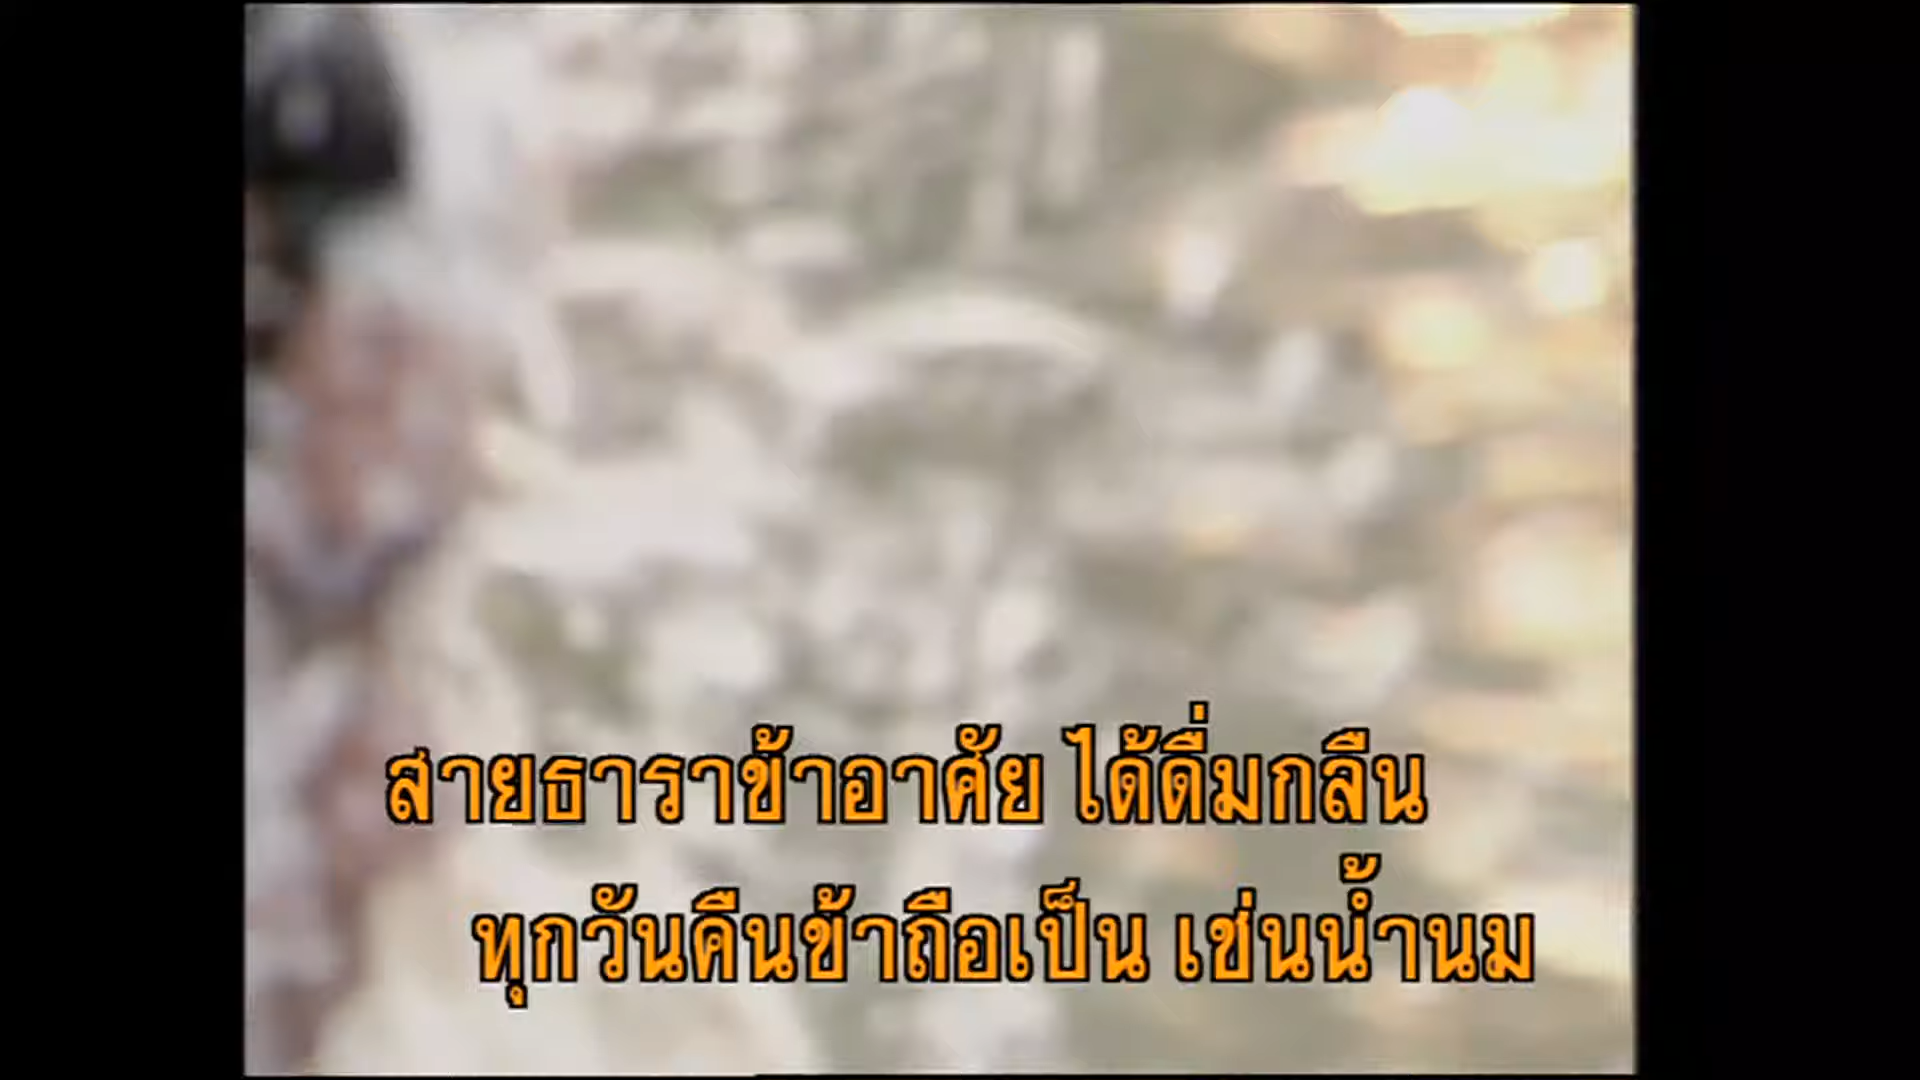 สายธาราข้าอาศัย ได้ดื่มกลืน
ทุกวันคืนข้าถือเป็น เช่นน้ำนม